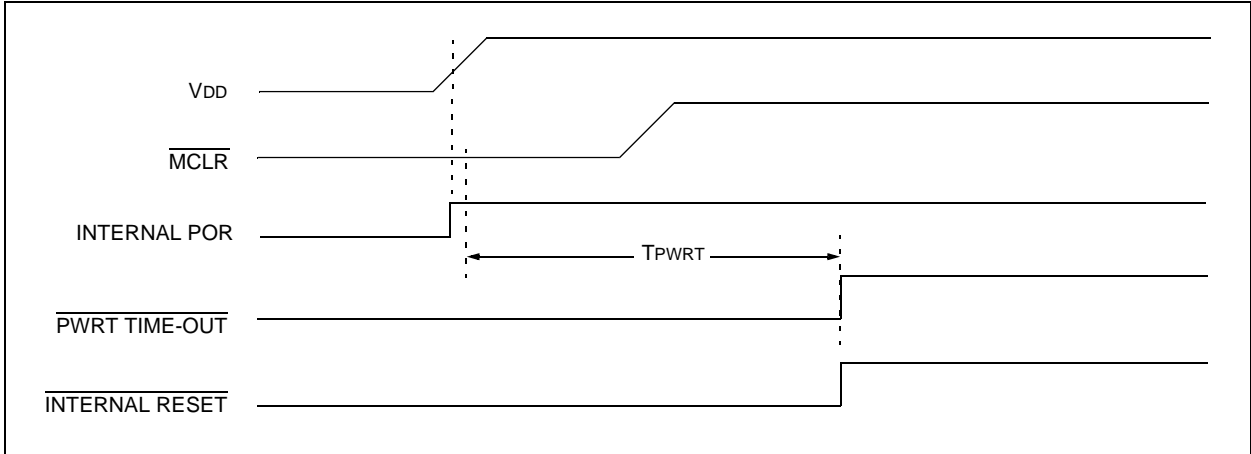 VDD
MCLR
INTERNAL POR
TPWRT
PWRT TIME-OUT
INTERNAL RESET